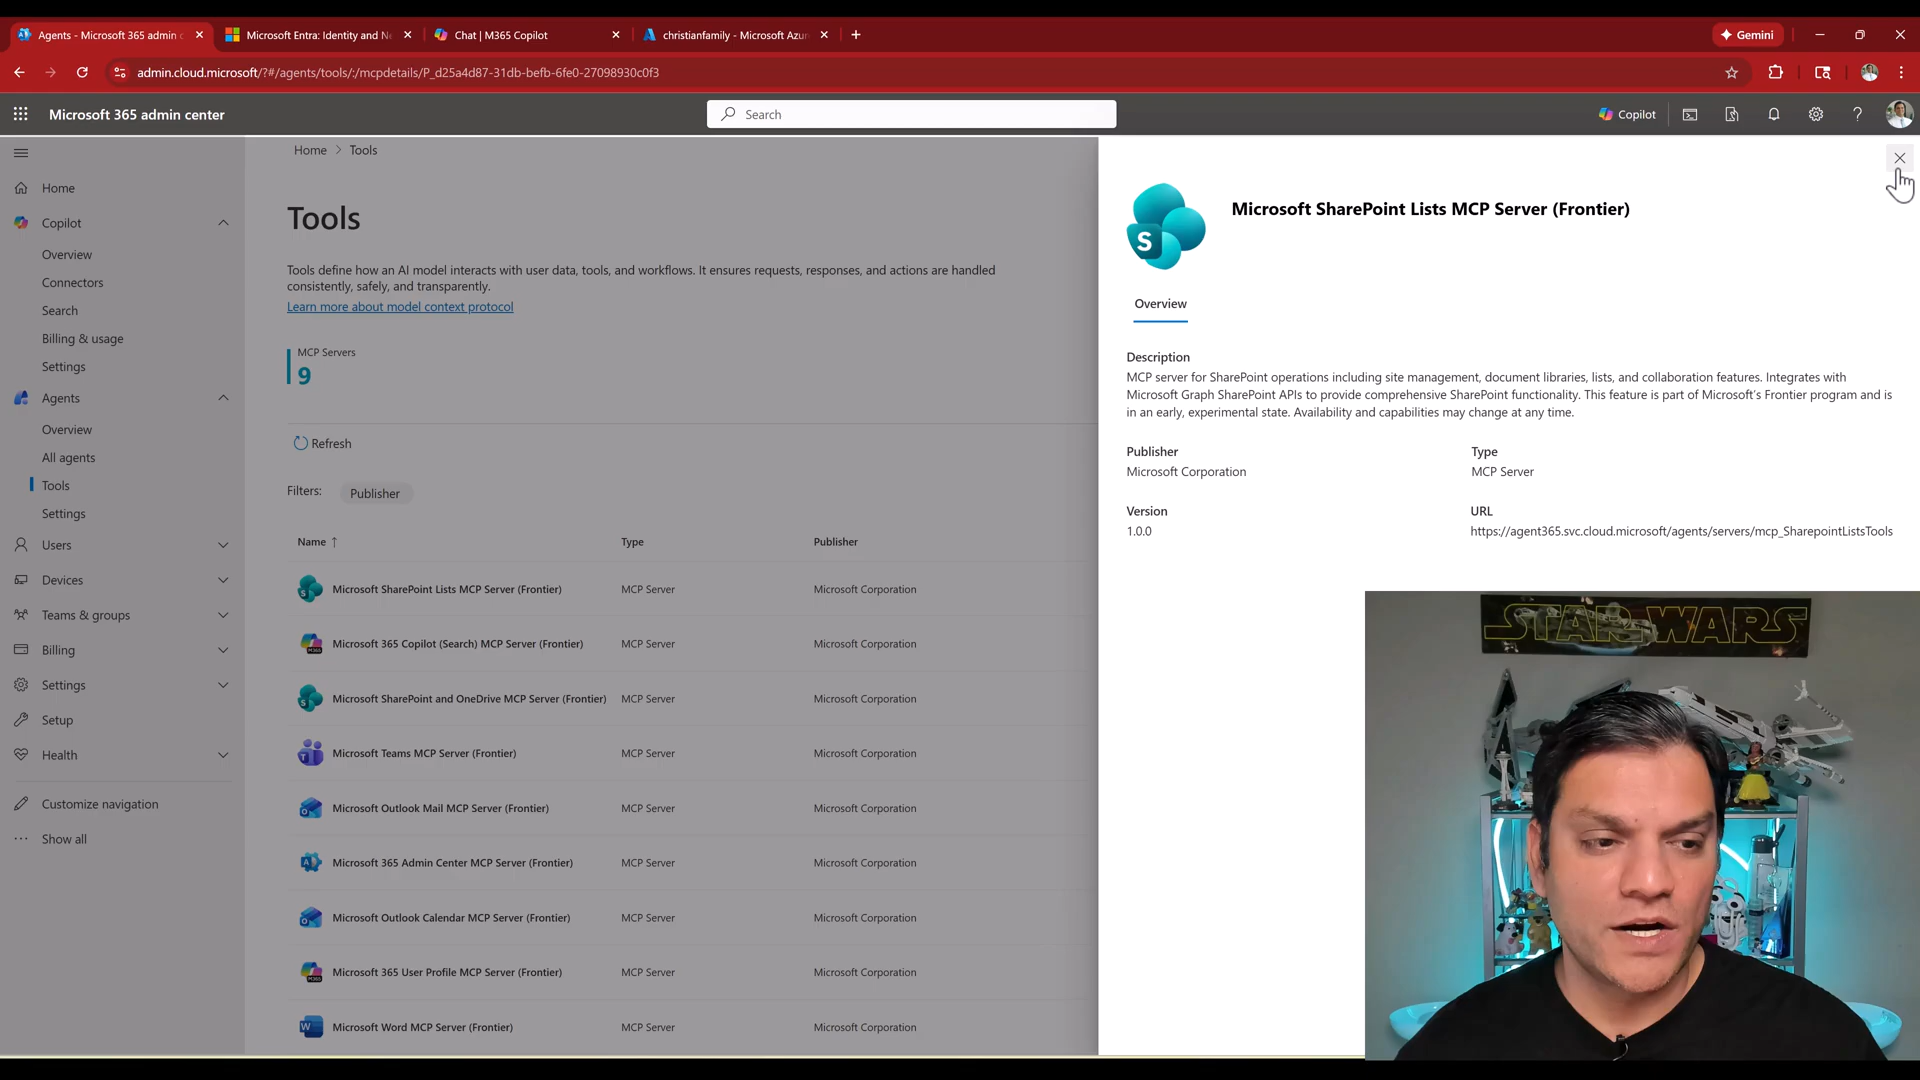 Agents - Microsoft 365 admin c
Microsoft Entra: Identity and Ne
Chat | M365 Copilot
christianfamily - Microsoft Azur
Gemini
admin.cloud.microsoft/?#/agents/tools/:/mcpdetails/P_d25a4d87-31db-befb-6fe0-27098930c0f3
Microsoft 365 admin center
Search
Copilot
Home
Copilot
Overview
Connectors
Search
Billing & usage
Settings
Agents
Overview
All agents
Tools
Settings
Users
Devices
Teams & groups
Billing
Settings
Setup
Health
Customize navigation
Show all
Home > Tools
Tools
Tools define how an AI model interacts with user data, tools, and workflows. It ensures requests, responses, and actions are handled
consistently, safely, and transparently.
Learn more about model context protocol
MCP Servers
9
Refresh
Filters: Publisher
Name ↑ Type Publisher
Microsoft SharePoint Lists MCP Server (Frontier) MCP Server Microsoft Corporation
Microsoft 365 Copilot (Search) MCP Server (Frontier) MCP Server Microsoft Corporation
Microsoft SharePoint and OneDrive MCP Server (Frontier) MCP Server Microsoft Corporation
Microsoft Teams MCP Server (Frontier) MCP Server Microsoft Corporation
Microsoft Outlook Mail MCP Server (Frontier) MCP Server Microsoft Corporation
Microsoft 365 Admin Center MCP Server (Frontier) MCP Server Microsoft Corporation
Microsoft Outlook Calendar MCP Server (Frontier) MCP Server Microsoft Corporation
Microsoft 365 User Profile MCP Server (Frontier) MCP Server Microsoft Corporation
Microsoft Word MCP Server (Frontier) MCP Server Microsoft Corporation
Microsoft SharePoint Lists MCP Server (Frontier)
Overview
Description
MCP server for SharePoint operations including site management, document libraries, lists, and collaboration features. Integrates with
Microsoft Graph SharePoint APIs to provide comprehensive SharePoint functionality. This feature is part of Microsoft's Frontier program and is
in an early, experimental state. Availability and capabilities may change at any time.
Publisher Type
Microsoft Corporation MCP Server
Version URL
1.0.0 https://agent365.svc.cloud.microsoft/agents/servers/mcp_SharepointListsTools
STAR WARS